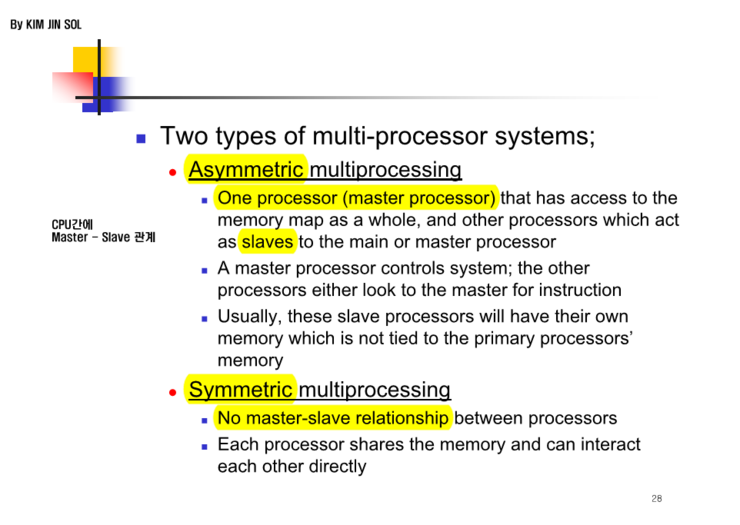 By KIM JIN SOL
Two types of multi-processor systems;
Asymmetric multiprocessing
One processor (master processor) that has access to the
memory map as a whole, and other processors which act
as slaves to the main or master processor
CPU간에
Master - Slave 관계
A master processor controls system; the other
processors either look to the master for instruction
Usually, these slave processors will have their own
memory which is not tied to the primary processors'
memory
Symmetric multiprocessing
No master-slave relationship between processors
Each processor shares the memory and can interact
each other directly
28